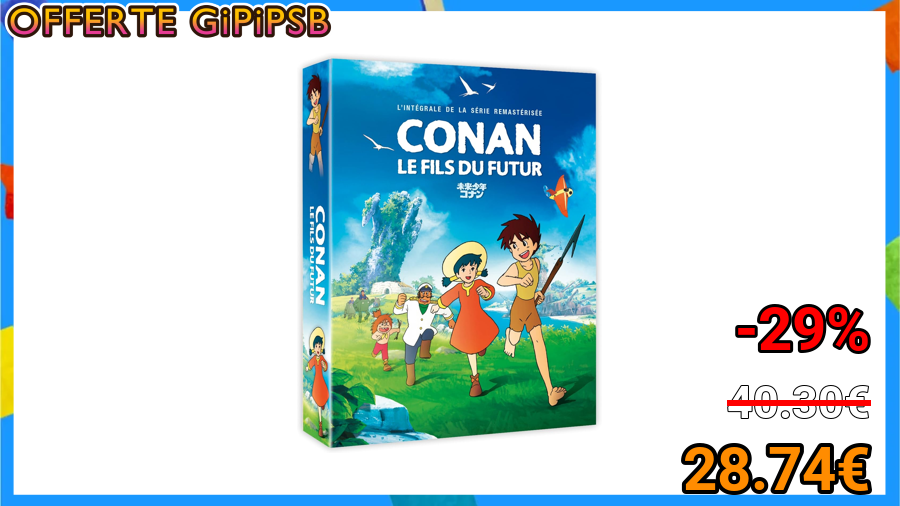 OFFERTE GiPiPSB
L'INTÉGRALE DE LA SÉRIE REMASTÉRISÉE
CONAN
LE FILS DU FUTUR
未来少年
コナン
CONAN
LE FILS DU FUTUR
-29%
40.30€
28.74€